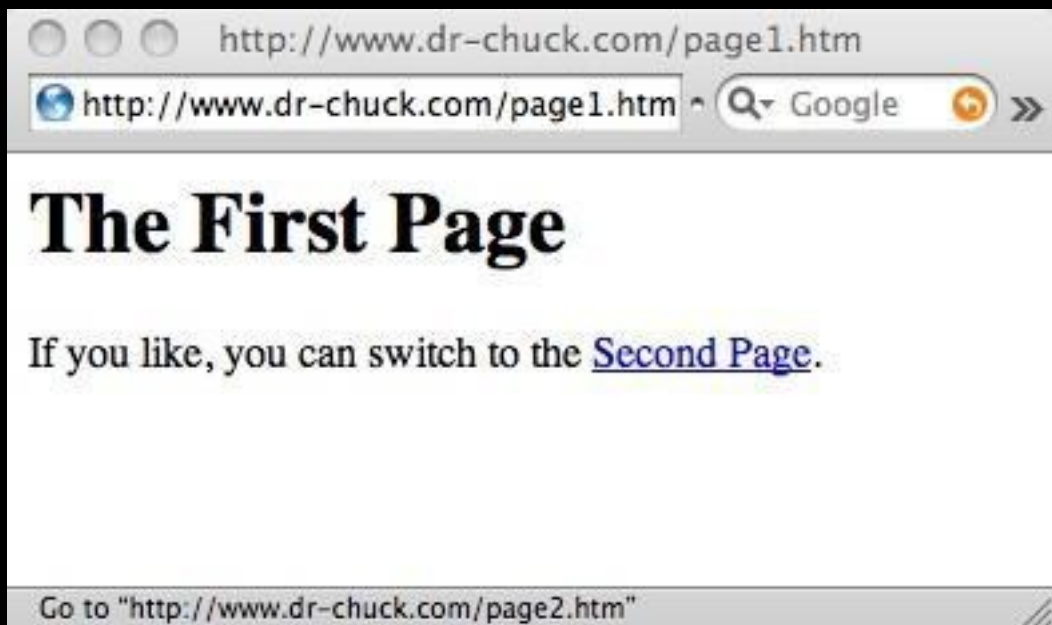 http://www.dr-chuck.com/page1.htm
http://www.dr-chuck.com/page1.htm Google
The First Page
If you like, you can switch to the Second Page.
Go to “http://www.dr-chuck.com/page2.htm”